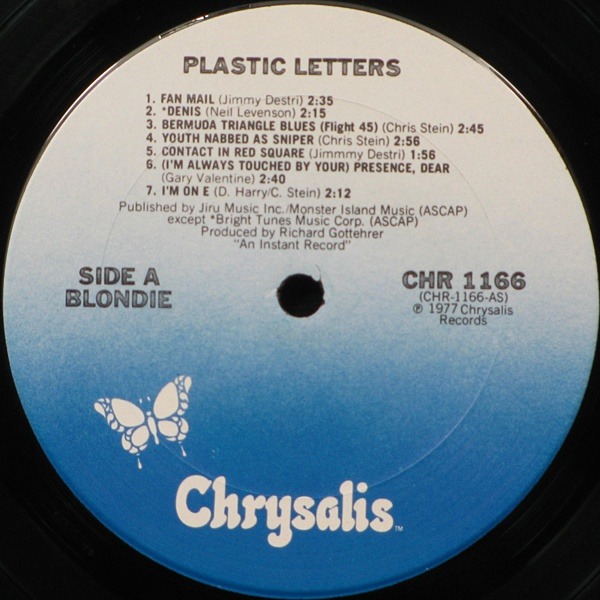 PLASTIC LETTERS
1. FAN MAIL (Jimmy Destri) 2:35
2. *DENIS (Neil Levenson) 2:15
3. BERMUDA TRIANGLE BLUES (Flight 45) (Chris Stein) 2:45
4. YOUTH NABBED AS SNIPER (Chris Stein) 2:56
5. CONTACT IN RED SQUARE (Jimmmy Destri) 1:56
6. (I'M ALWAYS TOUCHED BY YOUR) PRESENCE, DEAR
(Gary Valentine) 2:40
7. I'M ON E (D. Harry/C. Stein) 2:12
Published by Jiru Music Inc./Monster Island Music (ASCAP)
except *Bright Tunes Music Corp. (ASCAP)
Produced by Richard Gottehrer
"An Instant Record"
SIDE A
BLONDIE
CHR 1166
(CHR-1166-AS)
℗ 1977 Chrysalis
Records
Chrysalis TM